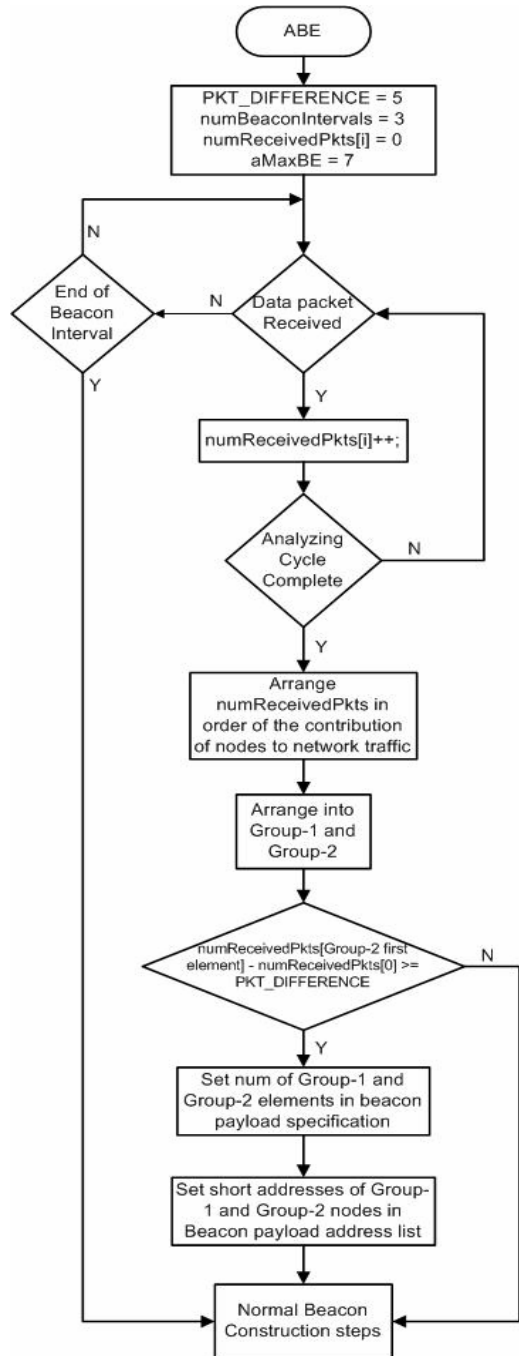 ABE
PKT_DIFFERENCE = 5
numBeaconIntervals = 3
numReceivedPkts[i] = 0
aMaxBE = 7
N
End of
Beacon
Interval
N
Data packet
Received
Y
Y
numReceivedPkts[i]++;
Analyzing
Cycle
Complete
N
Y
Arrange
numReceivedPkts in
order of the contribution
of nodes to network traffic
Arrange into
Group-1 and
Group-2
numReceivedPkts[Group-2 first
element] - numReceivedPkts[0] >=
PKT_DIFFERENCE
N
Y
Set num of Group-1 and
Group-2 elements in beacon
payload specification
Set short addresses of Group-
1 and Group-2 nodes in
Beacon payload address list
Normal Beacon
Construction steps